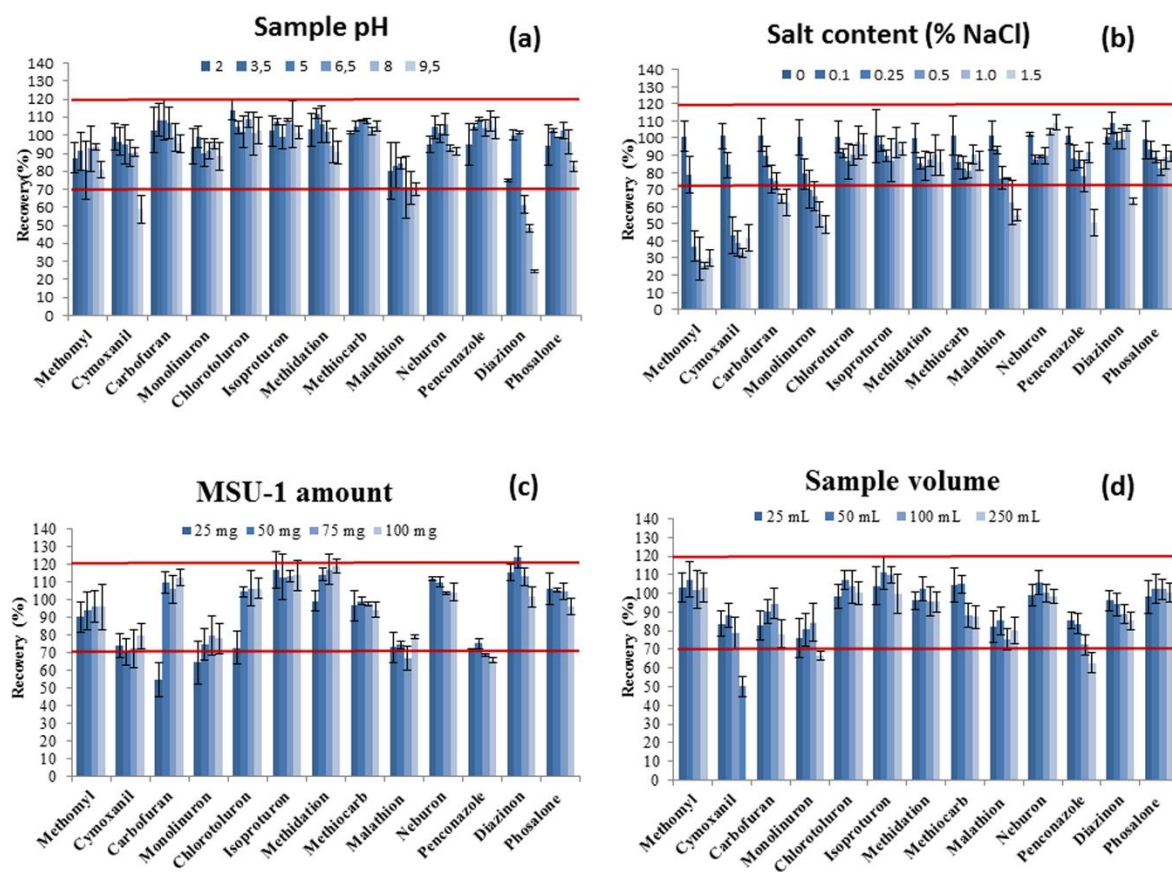 Sample pH
(a)
2 3,5 5 6,5 8 9,5
Recovery(%)
140
130
120
110
100
90
80
70
60
50
40
30
20
10
0
Methomyl
Cymoxanil
Carbofuran
Monolinuron
Chlorotoluron
Isoproturon
Methidation
Methiocarb
Malathion
Neburon
Penconazole
Diazinon
Phosalone
Salt content (% NaCl)
(b)
0 0.1 0.25 0.5 1.0 1.5
Recovery (%)
140
130
120
110
100
90
80
70
60
50
40
30
20
10
0
Methomyl
Cymoxanil
Carbofuran
Monolinuron
Chloroturon
Isoproturon
Methidation
Methiocarb
Malathion
Neburon
Penconazole
Diazinon
Phosalone
MSU-1 amount
(c)
25 mg 50 mg 75 mg 100 mg
Recovery (%)
140
130
120
110
100
90
80
70
60
50
40
30
20
10
0
Methomyl
Cymoxanil
Carbofuran
Monolinuron
Chlorotoluron
Isoproturon
Methidation
Methiocarb
Malathion
Neburon
Penconazole
Diazinon
Phosalone
Sample volume
(d)
25 mL 50 mL 100 mL 250 mL
Recovery (%)
140
130
120
110
100
90
80
70
60
50
40
30
20
10
0
Methomyl
Cymoxanil
Carbofuran
Monolinuron
Chlorotoluron
Isoproturon
Methidation
Methiocarb
Malathion
Neburon
Penconazole
Diazinon
Phosalone